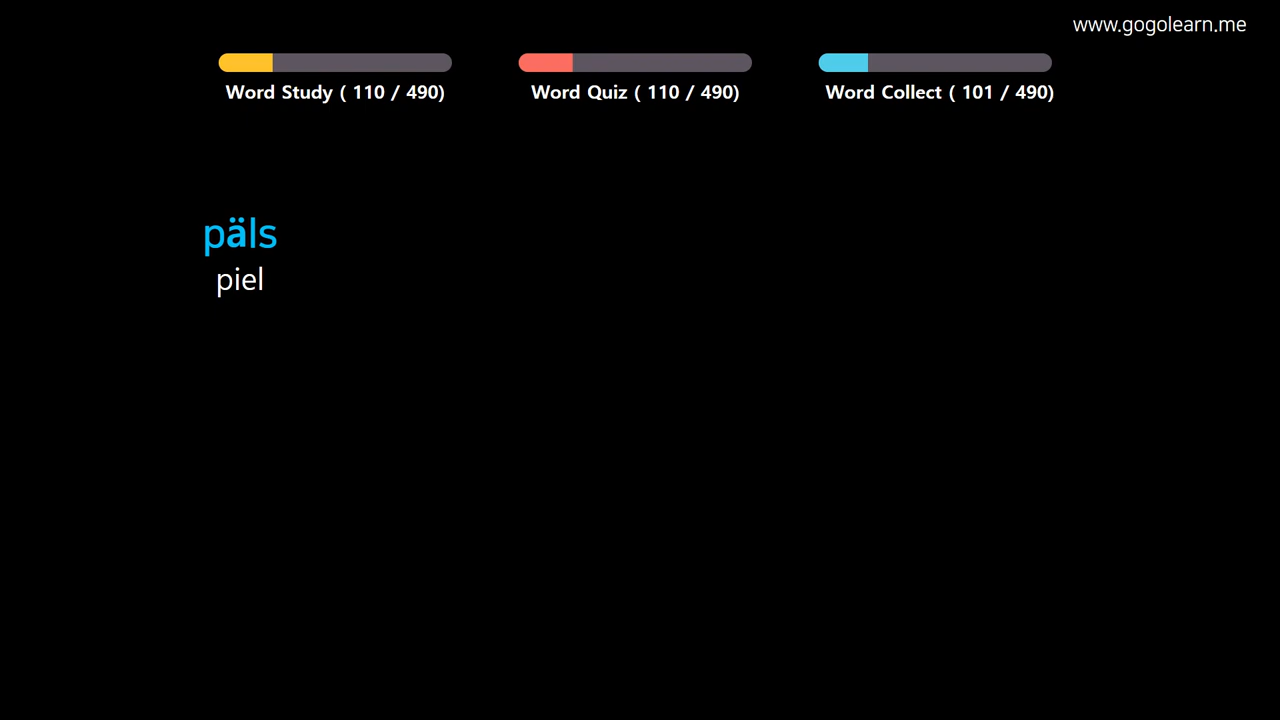 www.gogolearn.me
Word Study ( 110 / 490)
Word Quiz ( 110 / 490)
Word Collect ( 101 / 490)
päls
piel